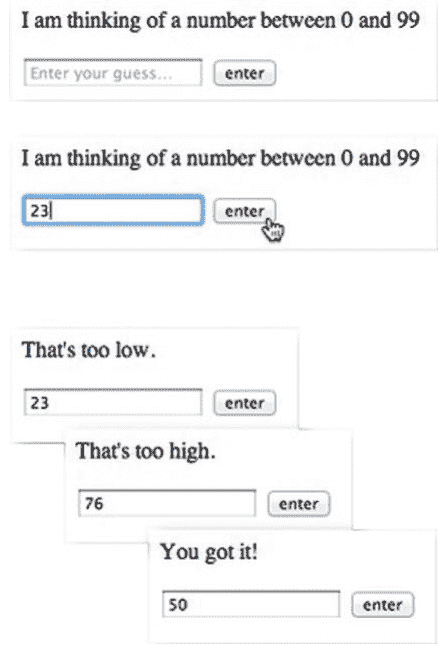 I am thinking of a number between 0 and 99
Enter your guess... enter
I am thinking of a number between 0 and 99
23 enter
That's too low.
23 enter
That's too high.
76 enter
You got it!
50 enter